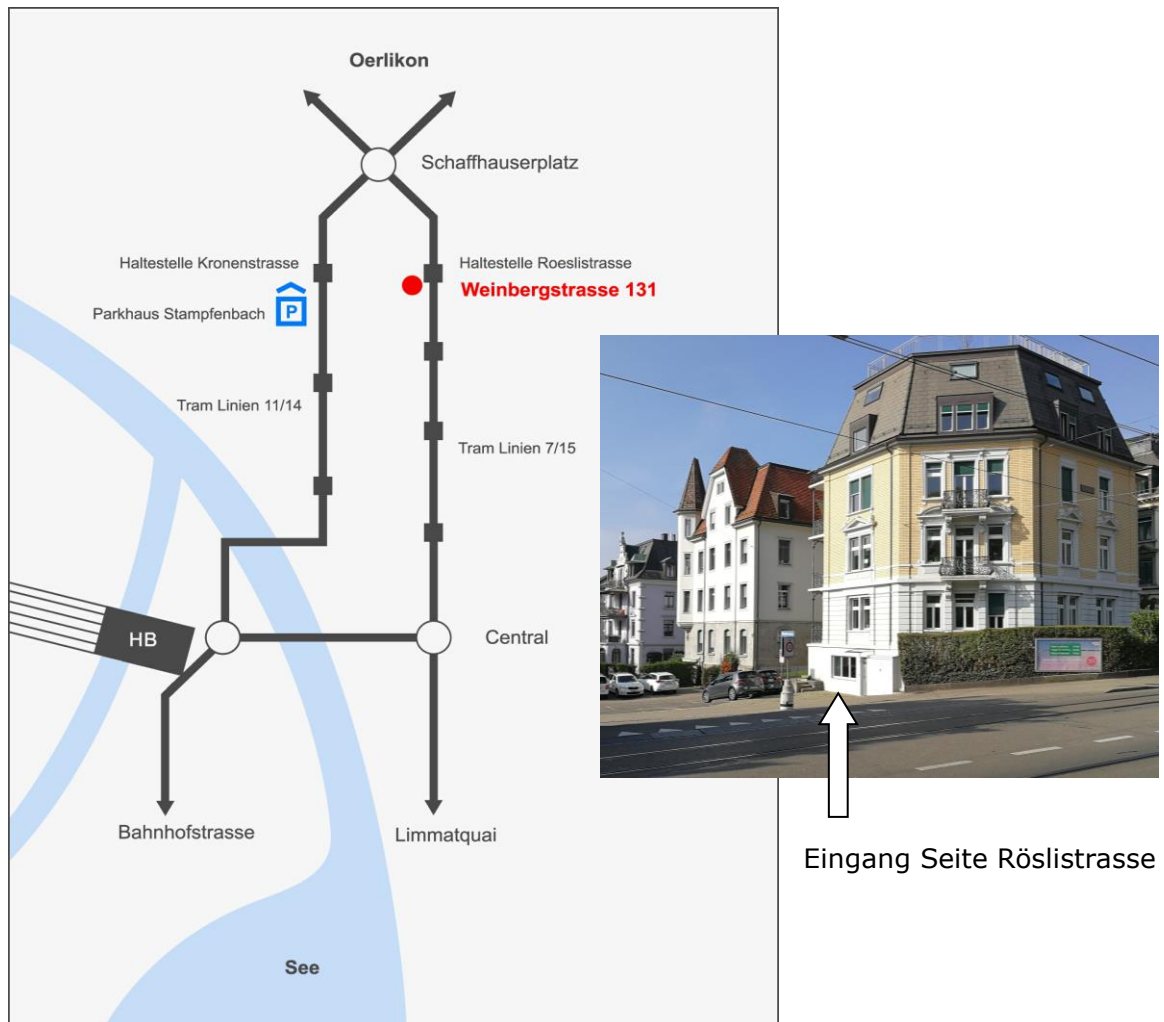 Oerlikon
Schaffhauserplatz
Haltestelle Kronenstrasse
Haltestelle Roeslistrasse
Weinbergstrasse 131
P
Parkhaus Stampfenbach
Tram Linien 11/14
Tram Linien 7/15
HB
Central
Bahnhofstrasse
Limmatquai
Eingang Seite Röslistrasse
See